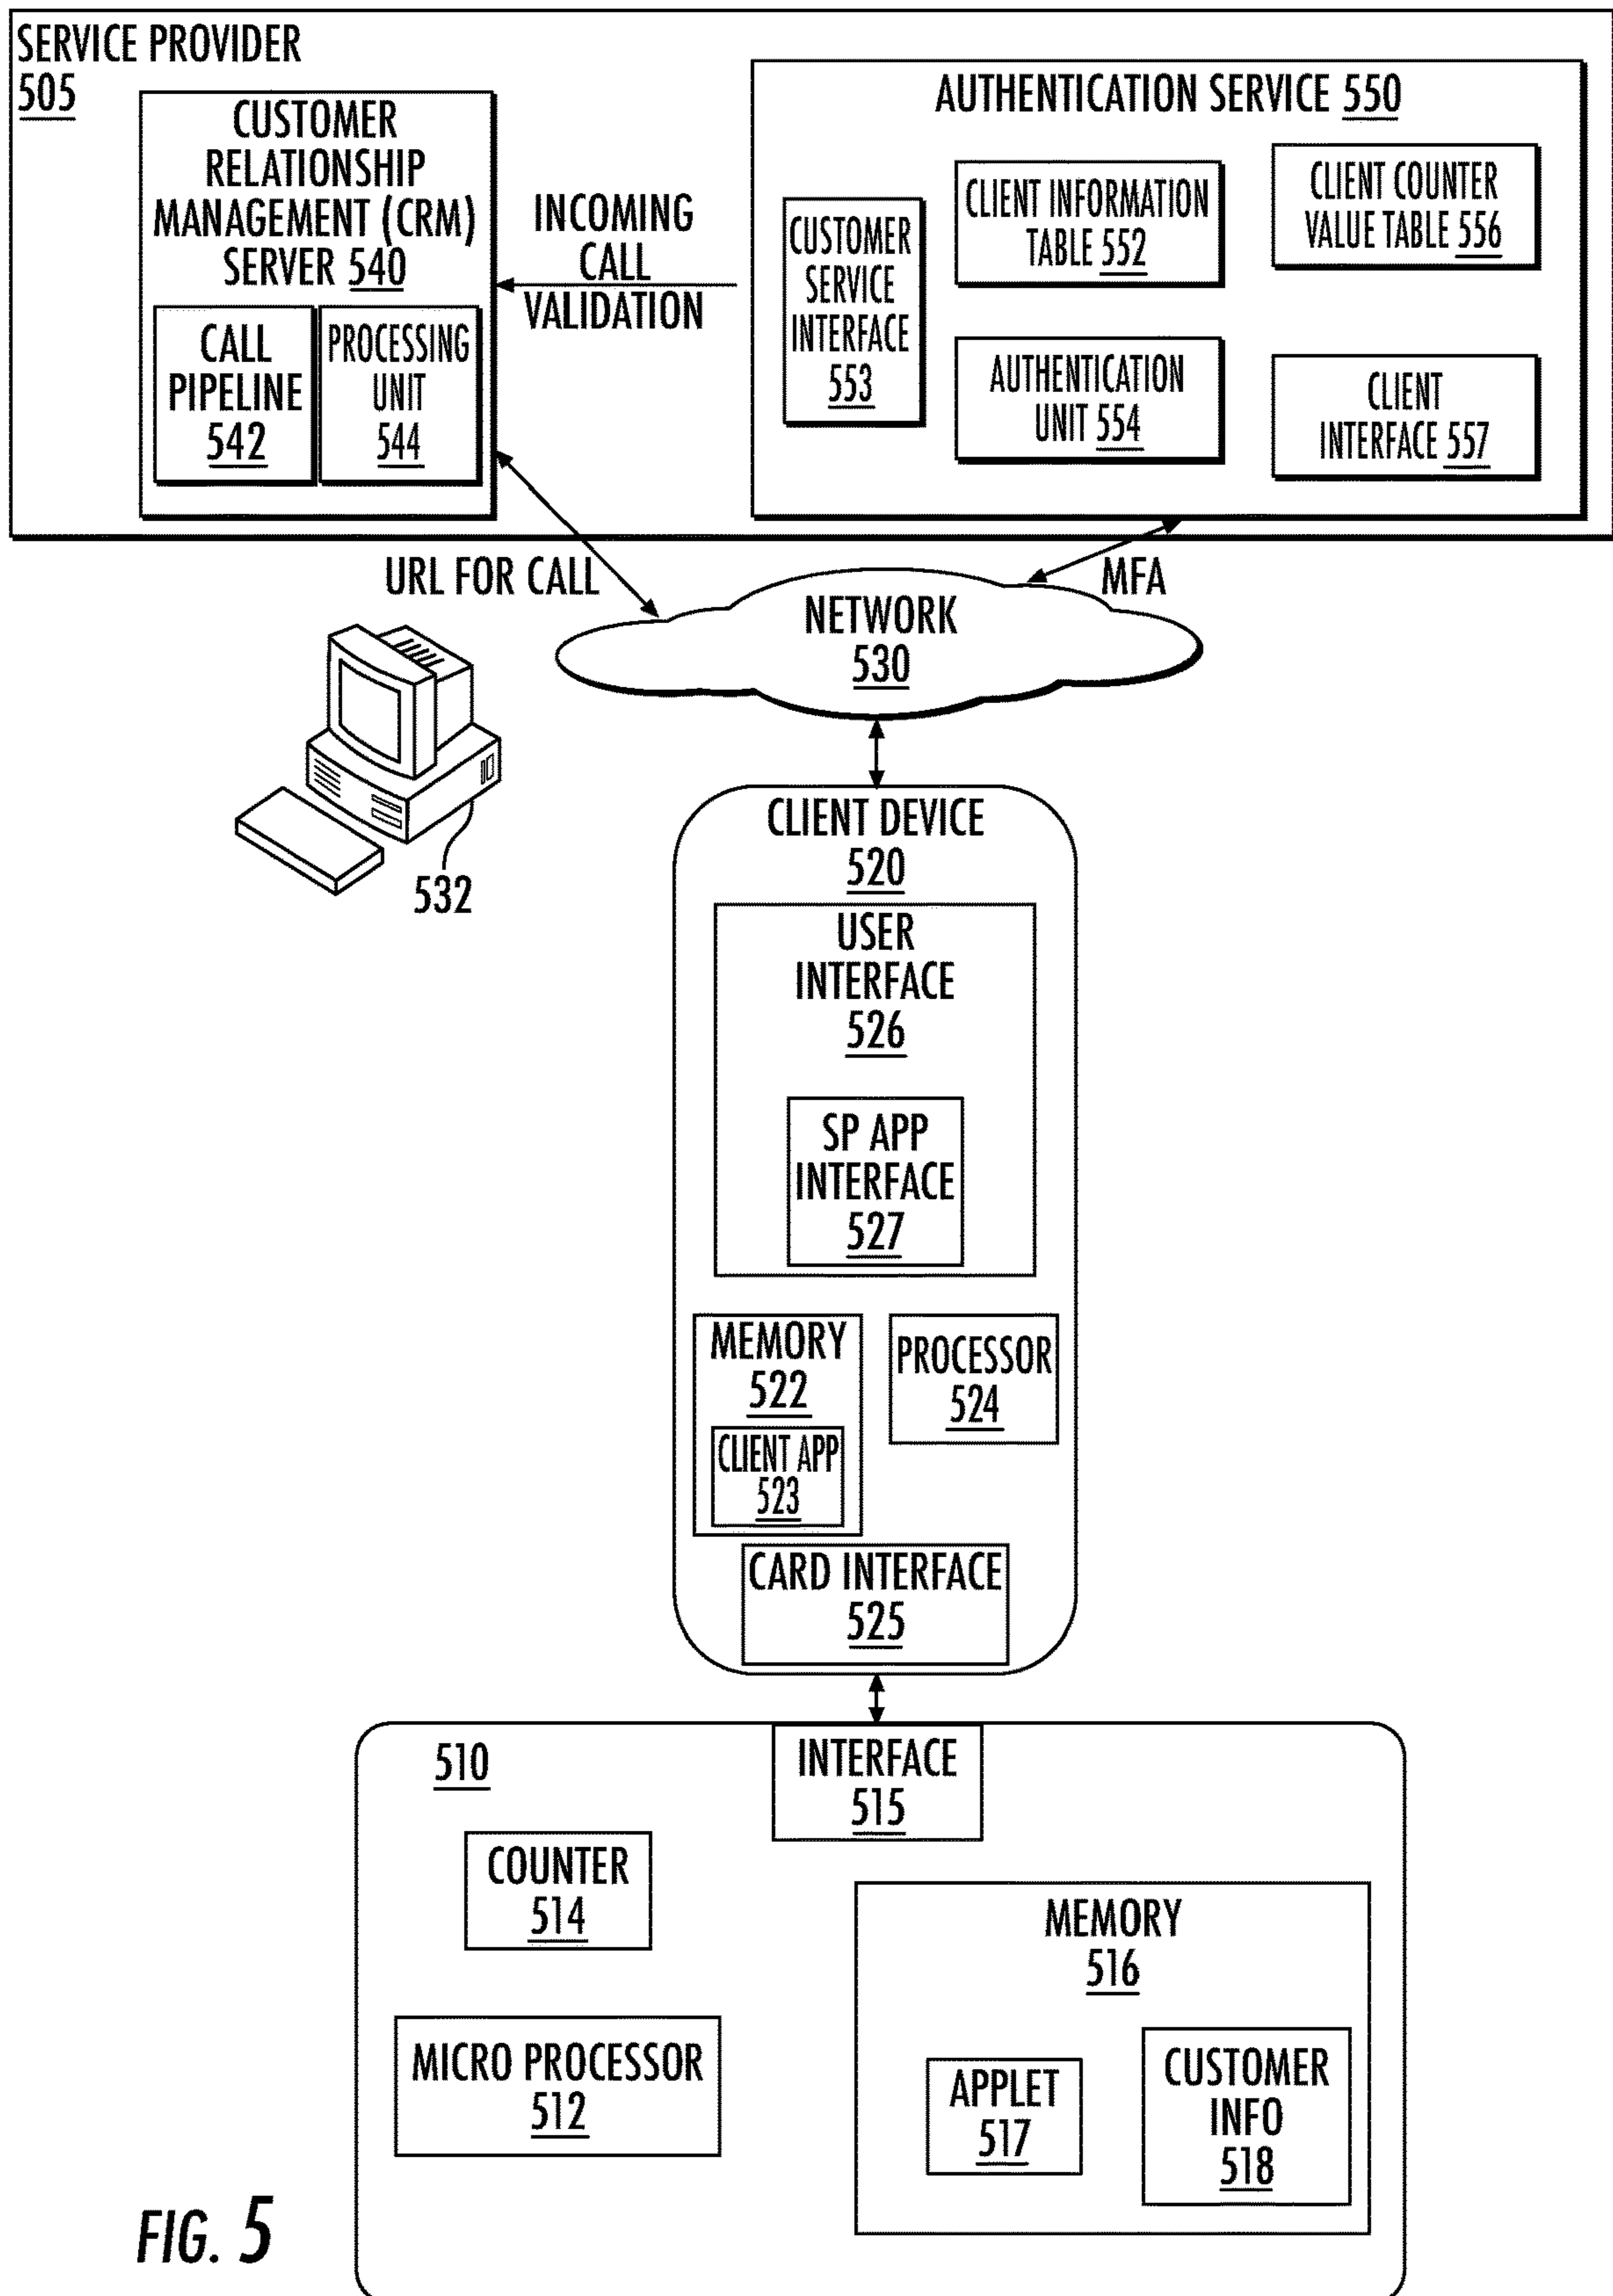 SERVICE PROVIDER
505
CUSTOMER
RELATIONSHIP
MANAGEMENT (CRM)
SERVER 540
CALL
PIPELINE
542
PROCESSING
UNIT
544
INCOMING
CALL
VALIDATION
AUTHENTICATION SERVICE 550
CUSTOMER
SERVICE
INTERFACE
553
CLIENT INFORMATION
TABLE 552
CLIENT COUNTER
VALUE TABLE 556
AUTHENTICATION
UNIT 554
CLIENT
INTERFACE 557
URL FOR CALL
MFA
NETWORK
530
532
CLIENT DEVICE
520
USER
INTERFACE
526
SP APP
INTERFACE
527
MEMORY
522
CLIENT APP
523
PROCESSOR
524
CARD INTERFACE
525
510
INTERFACE
515
COUNTER
514
MICRO PROCESSOR
512
MEMORY
516
APPLET
517
CUSTOMER
INFO
518
FIG. 5